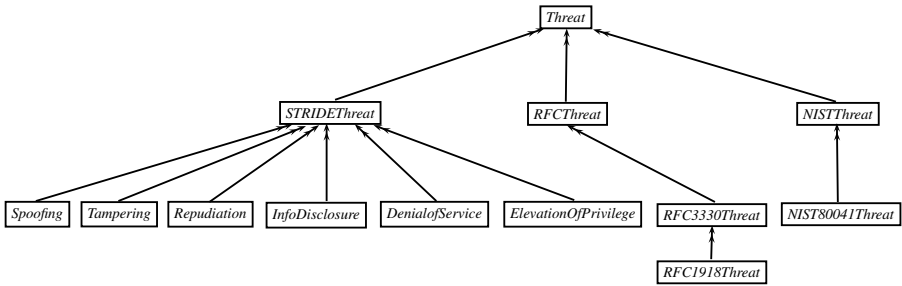 Threat
STRIDEThreat
RFCThreat
NISTThreat
Spoofing
Tampering
Repudiation
InfoDisclosure
DenialofService
ElevationOfPrivilege
RFC3330Threat
NIST80041Threat
RFC1918Threat